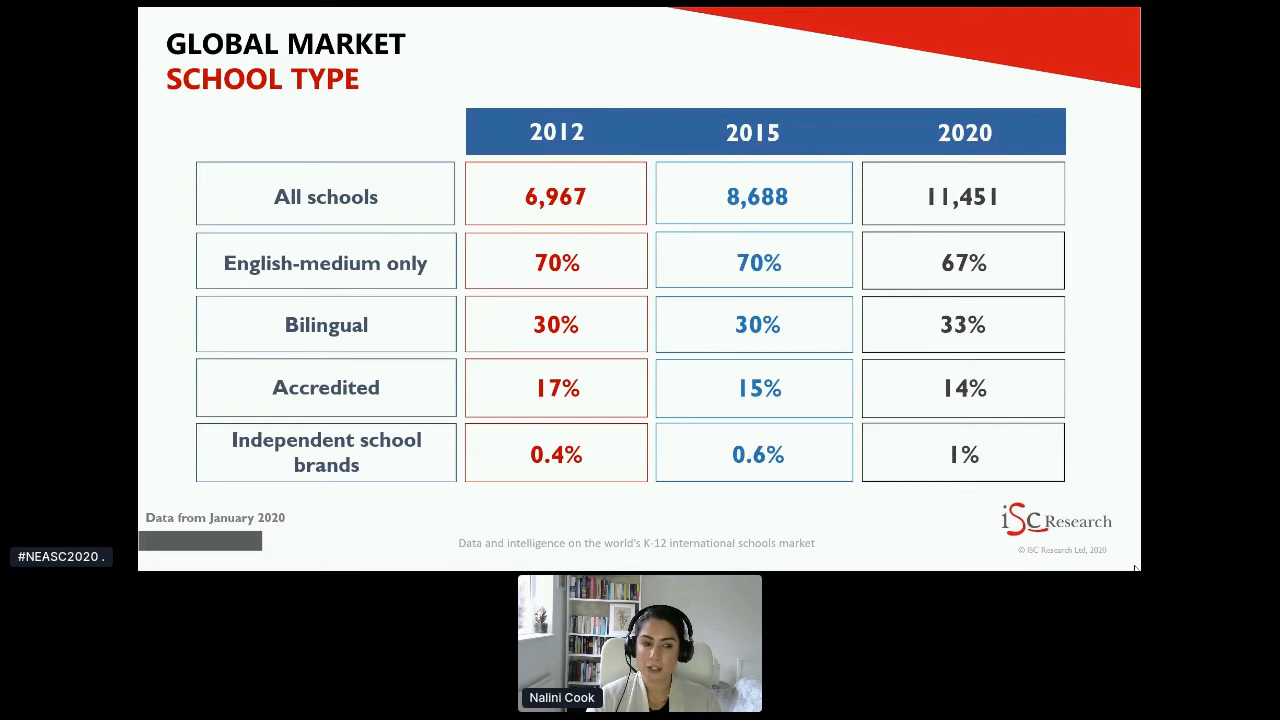 GLOBAL MARKET
SCHOOL TYPE
2012 2015 2020
All schools 6,967 8,688 11,451
English-medium only 70% 70% 67%
Bilingual 30% 30% 33%
Accredited 17% 15% 14%
Independent school
brands 0.4% 0.6% 1%
Data from January 2020
iSC Research
Data and intelligence on the world's K-12 international schools market
© ISC Research Ltd, 2020
#NEASC2020 .
Nalini Cook